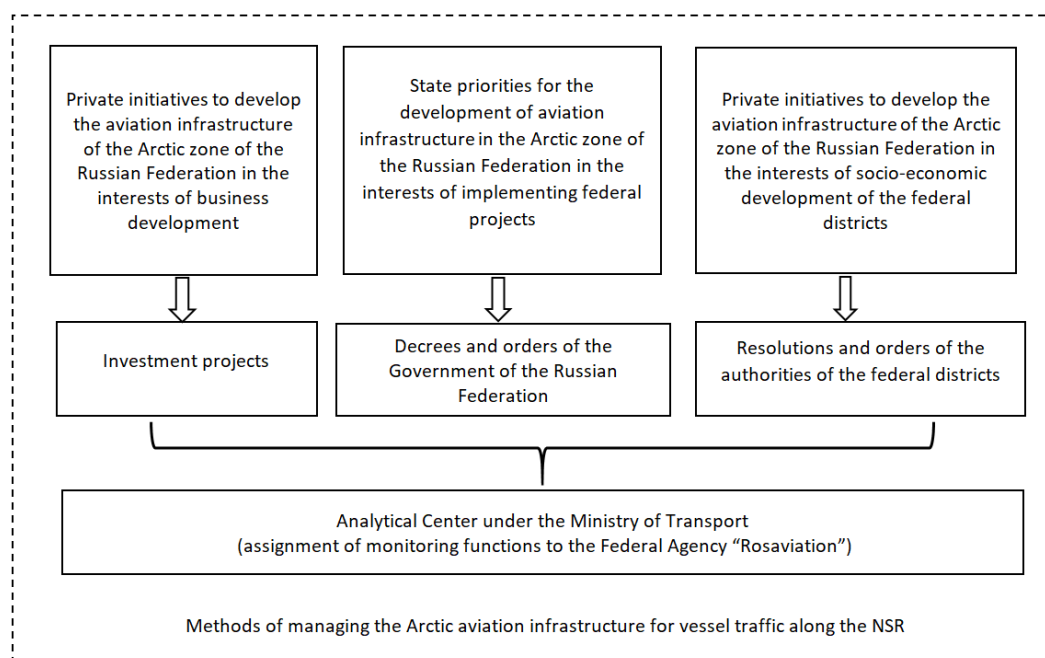 Private initiatives to develop
the aviation infrastructure
of the Arctic zone of the
Russian Federation in the
interests of business
development
State priorities for the
development of aviation
infrastructure in the Arctic zone
of the Russian Federation in the
interests of implementing federal
projects
Private initiatives to develop the
aviation infrastructure of the Arctic
zone of the Russian Federation in
the interests of socio-economic
development of the federal
districts
Investment projects
Decrees and orders of the
Government of the Russian
Federation
Resolutions and orders of the
authorities of the federal districts
Analytical Center under the Ministry of Transport
(assignment of monitoring functions to the Federal Agency “Rosaviation”)
Methods of managing the Arctic aviation infrastructure for vessel traffic along the NSR